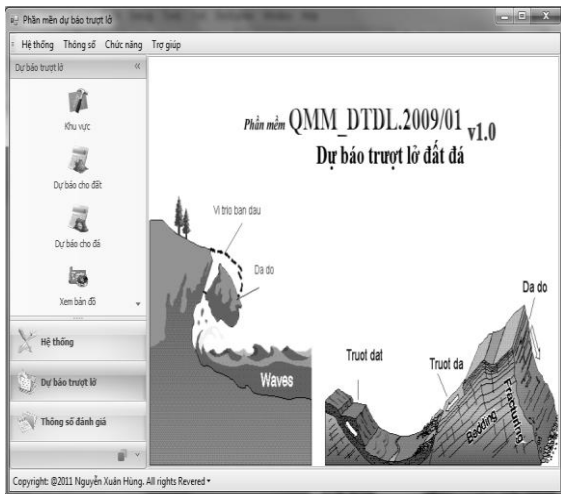 Phần mền dự báo trượt lở
Hệ thống Thông số Chức năng Trợ giúp
Dự báo trượt lở
Khu vực
Dự báo cho đất
Dự báo cho đá
Xem bản đồ
Hệ thống
Dự báo trượt lở
Thông số đánh giá
Phần mềm QMM_DTDL.2009/01 v1.0
Dự báo trượt lở đất đá
Vi trio ban dau
Da do
Waves
Truot dat
Truot da
Da do
Bedding
Fracturing
Copyright: @2011 Nguyễn Xuân Hùng. All rights Revered